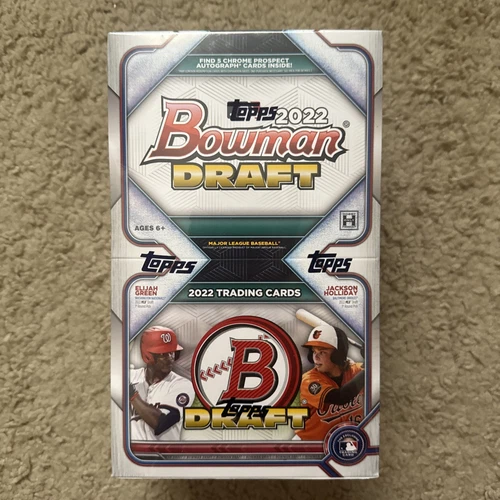 FIND 5 CHROME PROSPECT
AUTOGRAPH CARDS INSIDE!
Topps 2022
Bowman®
DRAFT
AGES 6+
H
MAJOR LEAGUE BASEBALL®
Topps
Topps
2022 TRADING CARDS
ELIJAH
GREEN
JACKSON
HOLLIDAY
W
B
Topps
DRAFT